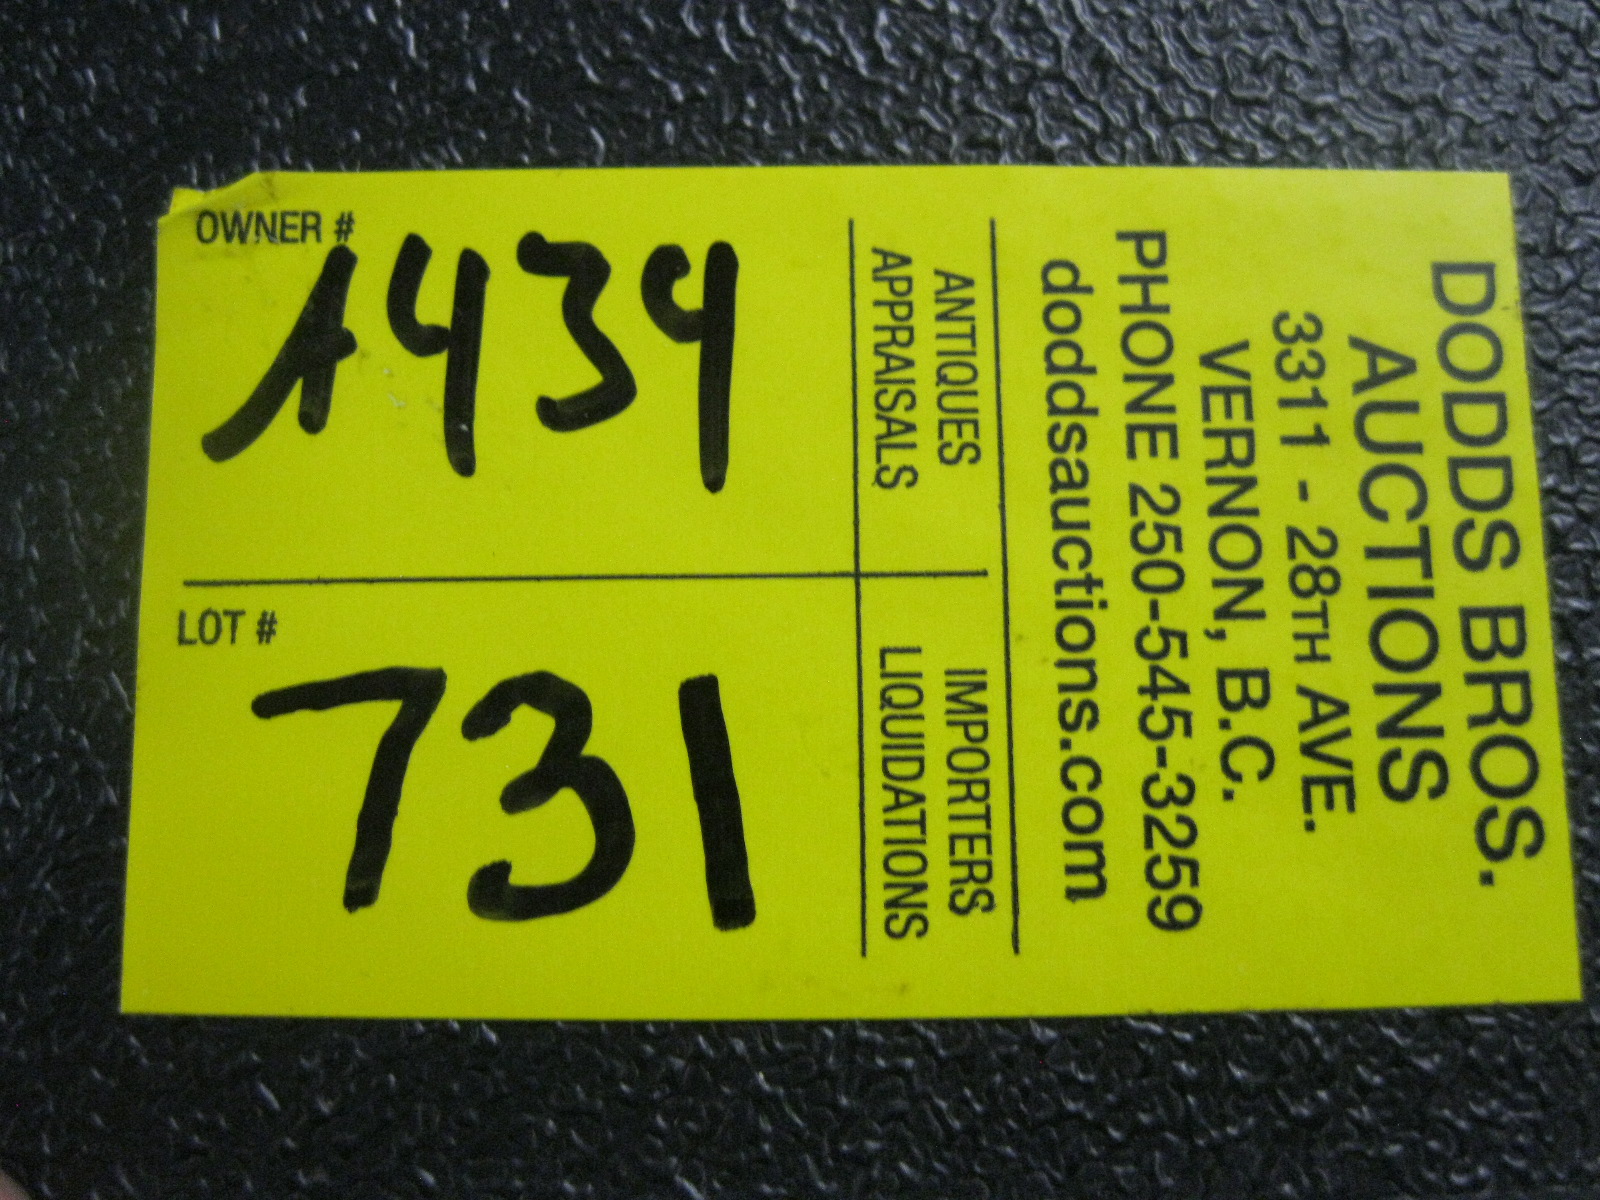 DODDS BROS.
AUCTIONS
3311 - 28TH AVE.
VERNON, B.C.
PHONE 250-545-3259
doddsauctions.com
ANTIQUES
APPRAISALS
IMPORTERS
LIQUIDATIONS
OWNER #
1439
LOT #
731